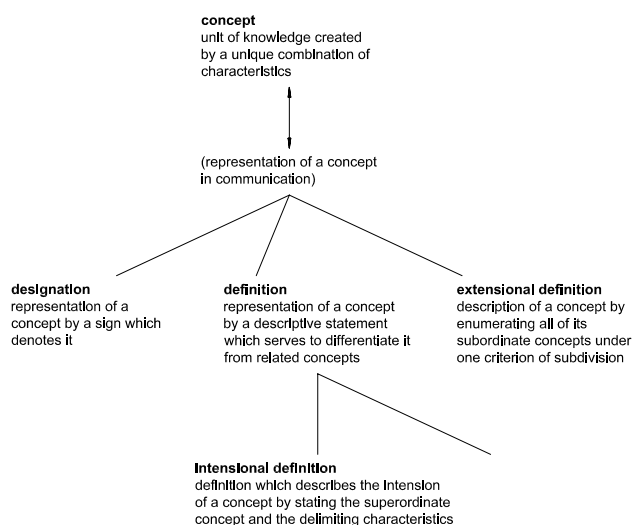 concept
unit of knowledge created
by a unique combination of
characteristics
(representation of a concept
in communication)
designation
representation of a
concept by a sign which
denotes it
definition
representation of a concept
by a descriptive statement
which serves to differentiate it
from related concepts
extensional definition
description of a concept by
enumerating all of its
subordinate concepts under
one criterion of subdivision
intensional definition
definition which describes the intension
of a concept by stating the superordinate
concept and the delimiting characteristics